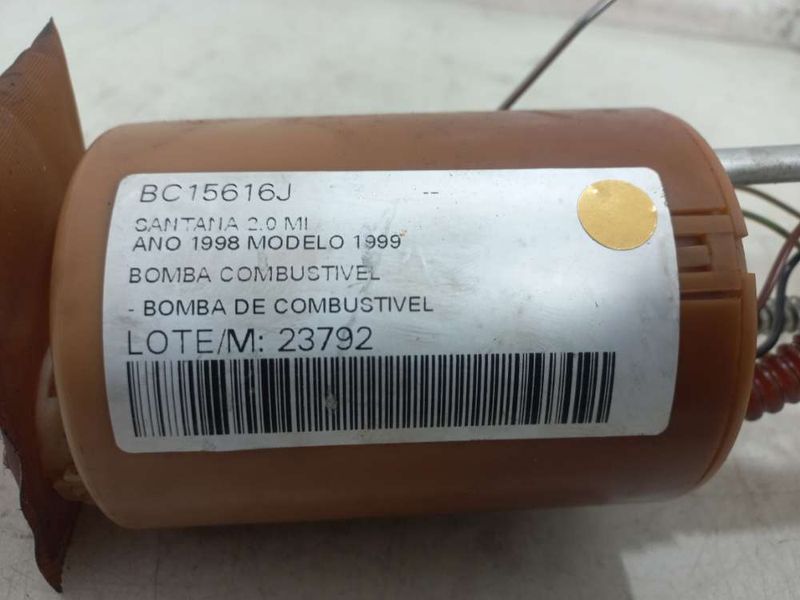 BC15616J --
SANTANA 2.0 MI
ANO 1998 MODELO 1999
BOMBA COMBUSTIVEL
- BOMBA DE COMBUSTIVEL
LOTE/M: 23792